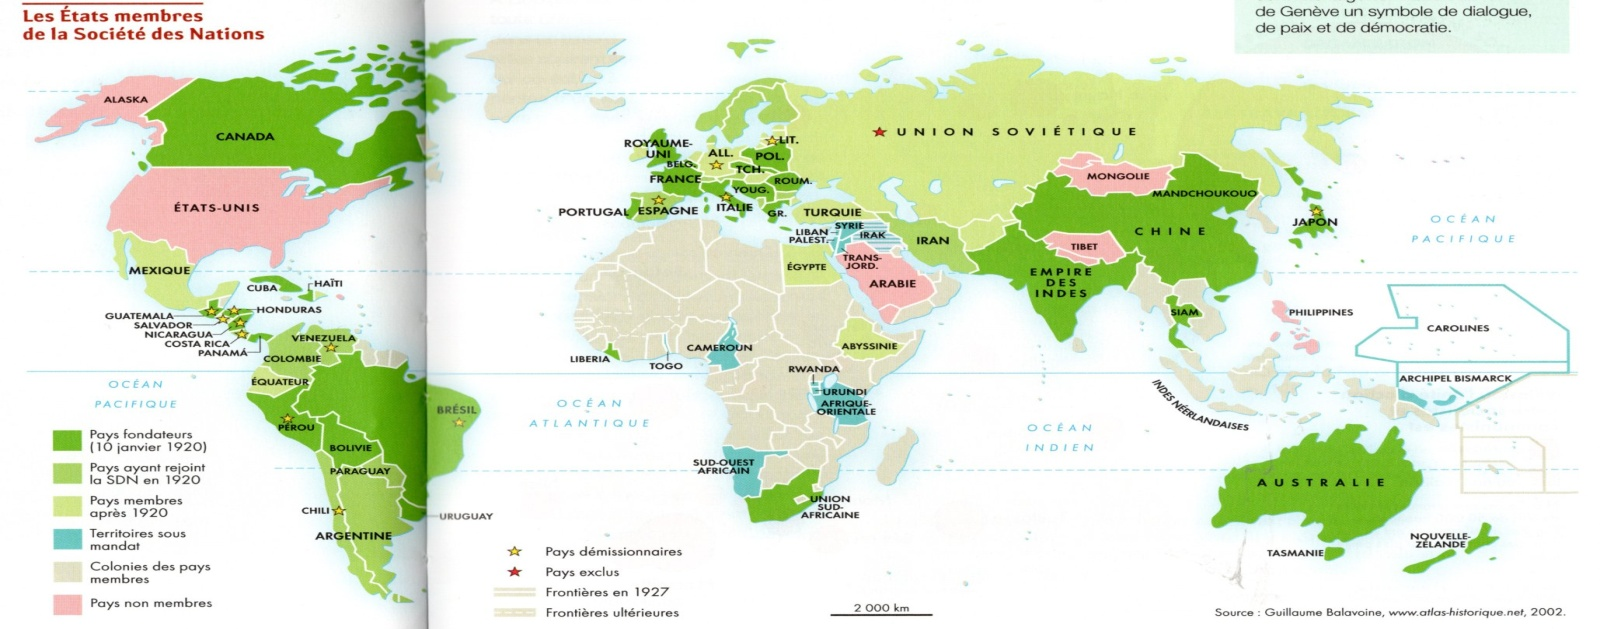 Les États membres
de la Société des Nations
de Genève un symbole de dialogue,
de paix et de démocratie.
ALASKA
CANADA
ÉTATS-UNIS
MEXIQUE
CUBA
HAÏTI
GUATEMALA
HONDURAS
SALVADOR
NICARAGUA
COSTA RICA
PANAMÁ
VENEZUELA
COLOMBIE
ÉQUATEUR
PÉROU
BRÉSIL
BOLIVIE
PARAGUAY
CHILI
ARGENTINE
URUGUAY
OCÉAN
PACIFIQUE
OCÉAN
ATLANTIQUE
ROYAUME-
UNI
BELG.
ALL.
LIT.
POL.
TCH.
FRANCE
ROUM.
YOUG.
PORTUGAL
ESPAGNE
ITALIE
GR.
TURQUIE
UNION SOVIÉTIQUE
SYRIE
LIBAN
PALEST.
IRAK
IRAN
TRANS-
JORD.
ÉGYPTE
ARABIE
LIBERIA
TOGO
CAMEROUN
ABYSSINIE
RWANDA
URUNDI
AFRIQUE-
ORIENTALE
SUD-OUEST
AFRICAIN
UNION
SUD-
AFRICAINE
MONGOLIE
MANDCHOUKOUO
CHINE
TIBET
JAPON
EMPIRE
DES
INDES
SIAM
PHILIPPINES
INDES NÉERLANDAISES
OCÉAN
INDIEN
OCÉAN
PACIFIQUE
CAROLINES
ARCHIPEL BISMARCK
AUSTRALIE
TASMANIE
NOUVELLE-
ZÉLANDE
Pays fondateurs
(10 janvier 1920)
Pays ayant rejoint
la SDN en 1920
Pays membres
après 1920
Territoires sous
mandat
Colonies des pays
membres
Pays non membres
Pays démissionnaires
Pays exclus
Frontières en 1927
Frontières ultérieures
2 000 km
Source : Guillaume Balavoine, www.atlas-historique.net, 2002.